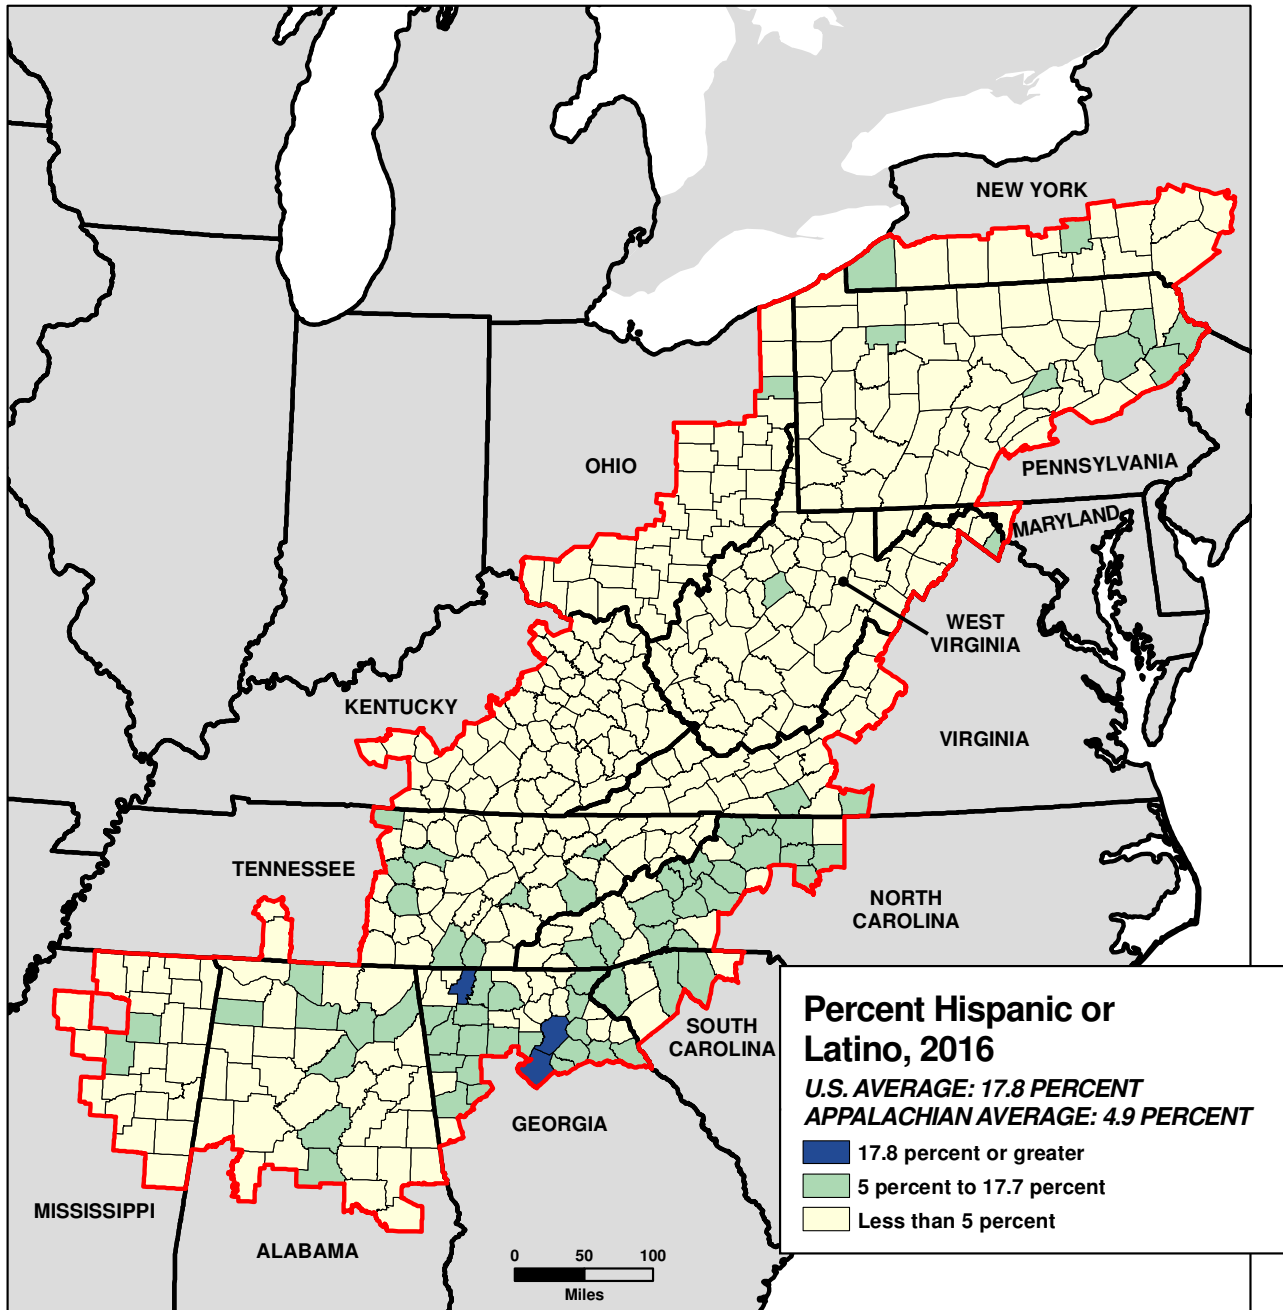 NEW YORK
OHIO
PENNSYLVANIA
MARYLAND
WEST
VIRGINIA
KENTUCKY
VIRGINIA
TENNESSEE
NORTH
CAROLINA
SOUTH
CAROLINA
GEORGIA
MISSISSIPPI
ALABAMA
0 50 100
Miles
Percent Hispanic or
Latino, 2016
U.S. AVERAGE: 17.8 PERCENT
APPALACHIAN AVERAGE: 4.9 PERCENT
17.8 percent or greater
5 percent to 17.7 percent
Less than 5 percent